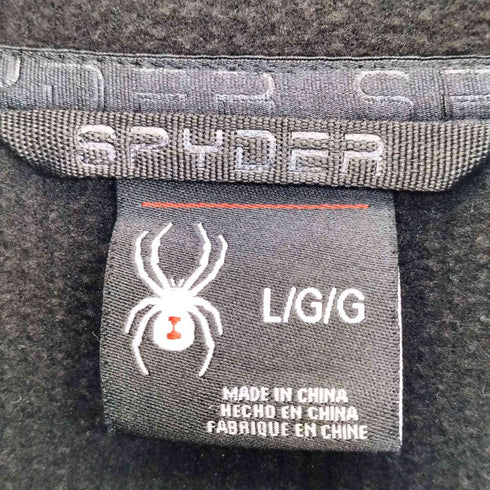 SPYDER
L/G/G
MADE IN CHINA
HECHO EN CHINA
FABRIQUE EN CHINE